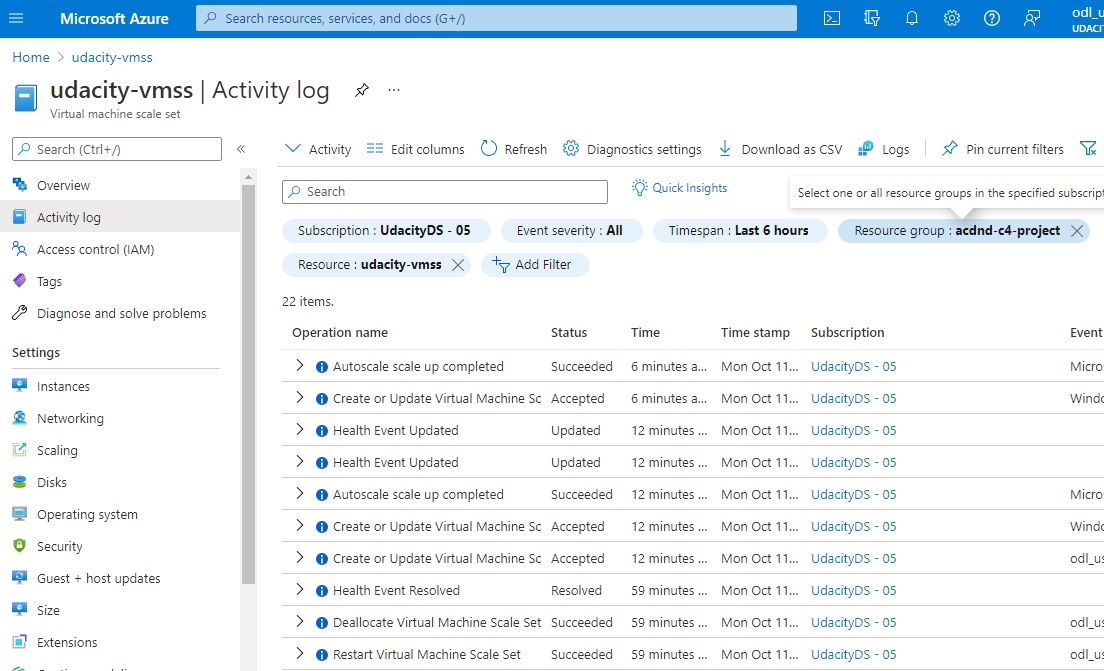 Microsoft Azure
Search resources, services, and docs (G+/)
odl_u
UDACIT
Home > udacity-vmss
udacity-vmss | Activity log
Virtual machine scale set
Search (Ctrl+/)
Overview
Activity log
Access control (IAM)
Tags
Diagnose and solve problems
Settings
Instances
Networking
Scaling
Disks
Operating system
Security
Guest + host updates
Size
Extensions
Activity Edit columns Refresh Diagnostics settings Download as CSV Logs Pin current filters
Search
Quick Insights
Select one or all resource groups in the specified subscript
Subscription : UdacityDS - 05 Event severity : All Timespan : Last 6 hours Resource group : acdnd-c4-project
Resource : udacity-vmss Add Filter
22 items.
Operation name Status Time Time stamp Subscription Event
Autoscale scale up completed Succeeded 6 minutes a... Mon Oct 11... UdacityDS - 05 Micros
Create or Update Virtual Machine Sc Accepted 6 minutes a... Mon Oct 11... UdacityDS - 05 Windo
Health Event Updated Updated 12 minutes ... Mon Oct 11... UdacityDS - 05
Health Event Updated Updated 12 minutes ... Mon Oct 11... UdacityDS - 05
Autoscale scale up completed Succeeded 12 minutes ... Mon Oct 11... UdacityDS - 05 Micros
Create or Update Virtual Machine Sc Accepted 12 minutes ... Mon Oct 11... UdacityDS - 05 Windo
Create or Update Virtual Machine Sc Accepted 12 minutes ... Mon Oct 11... UdacityDS - 05 odl_us
Health Event Resolved Resolved 59 minutes ... Mon Oct 11... UdacityDS - 05
Deallocate Virtual Machine Scale Set Succeeded 59 minutes ... Mon Oct 11... UdacityDS - 05 odl_us
Restart Virtual Machine Scale Set Succeeded 59 minutes ... Mon Oct 11... UdacityDS - 05 odl_us